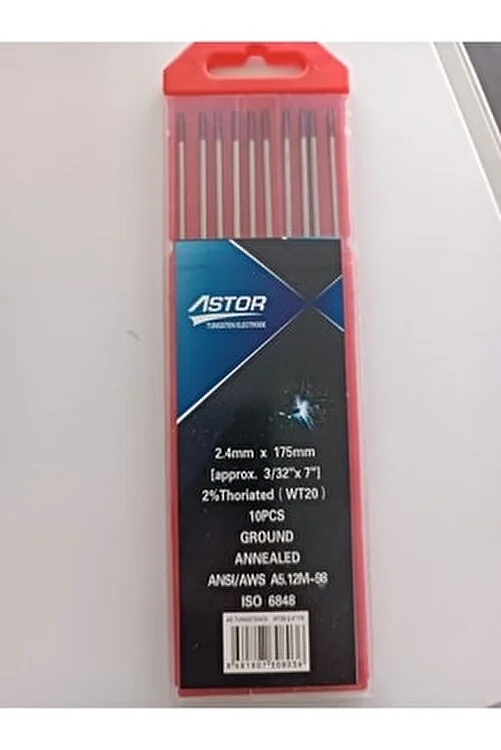 ASTOR
TUNGSTEN ELECTRODE
2.4mm x 175mm
[approx. 3/32"x 7"]
2%Thoriated ( WT20 )
10PCS
GROUND
ANNEALED
ANSI/AWS A5.12M-98
ISO 6848